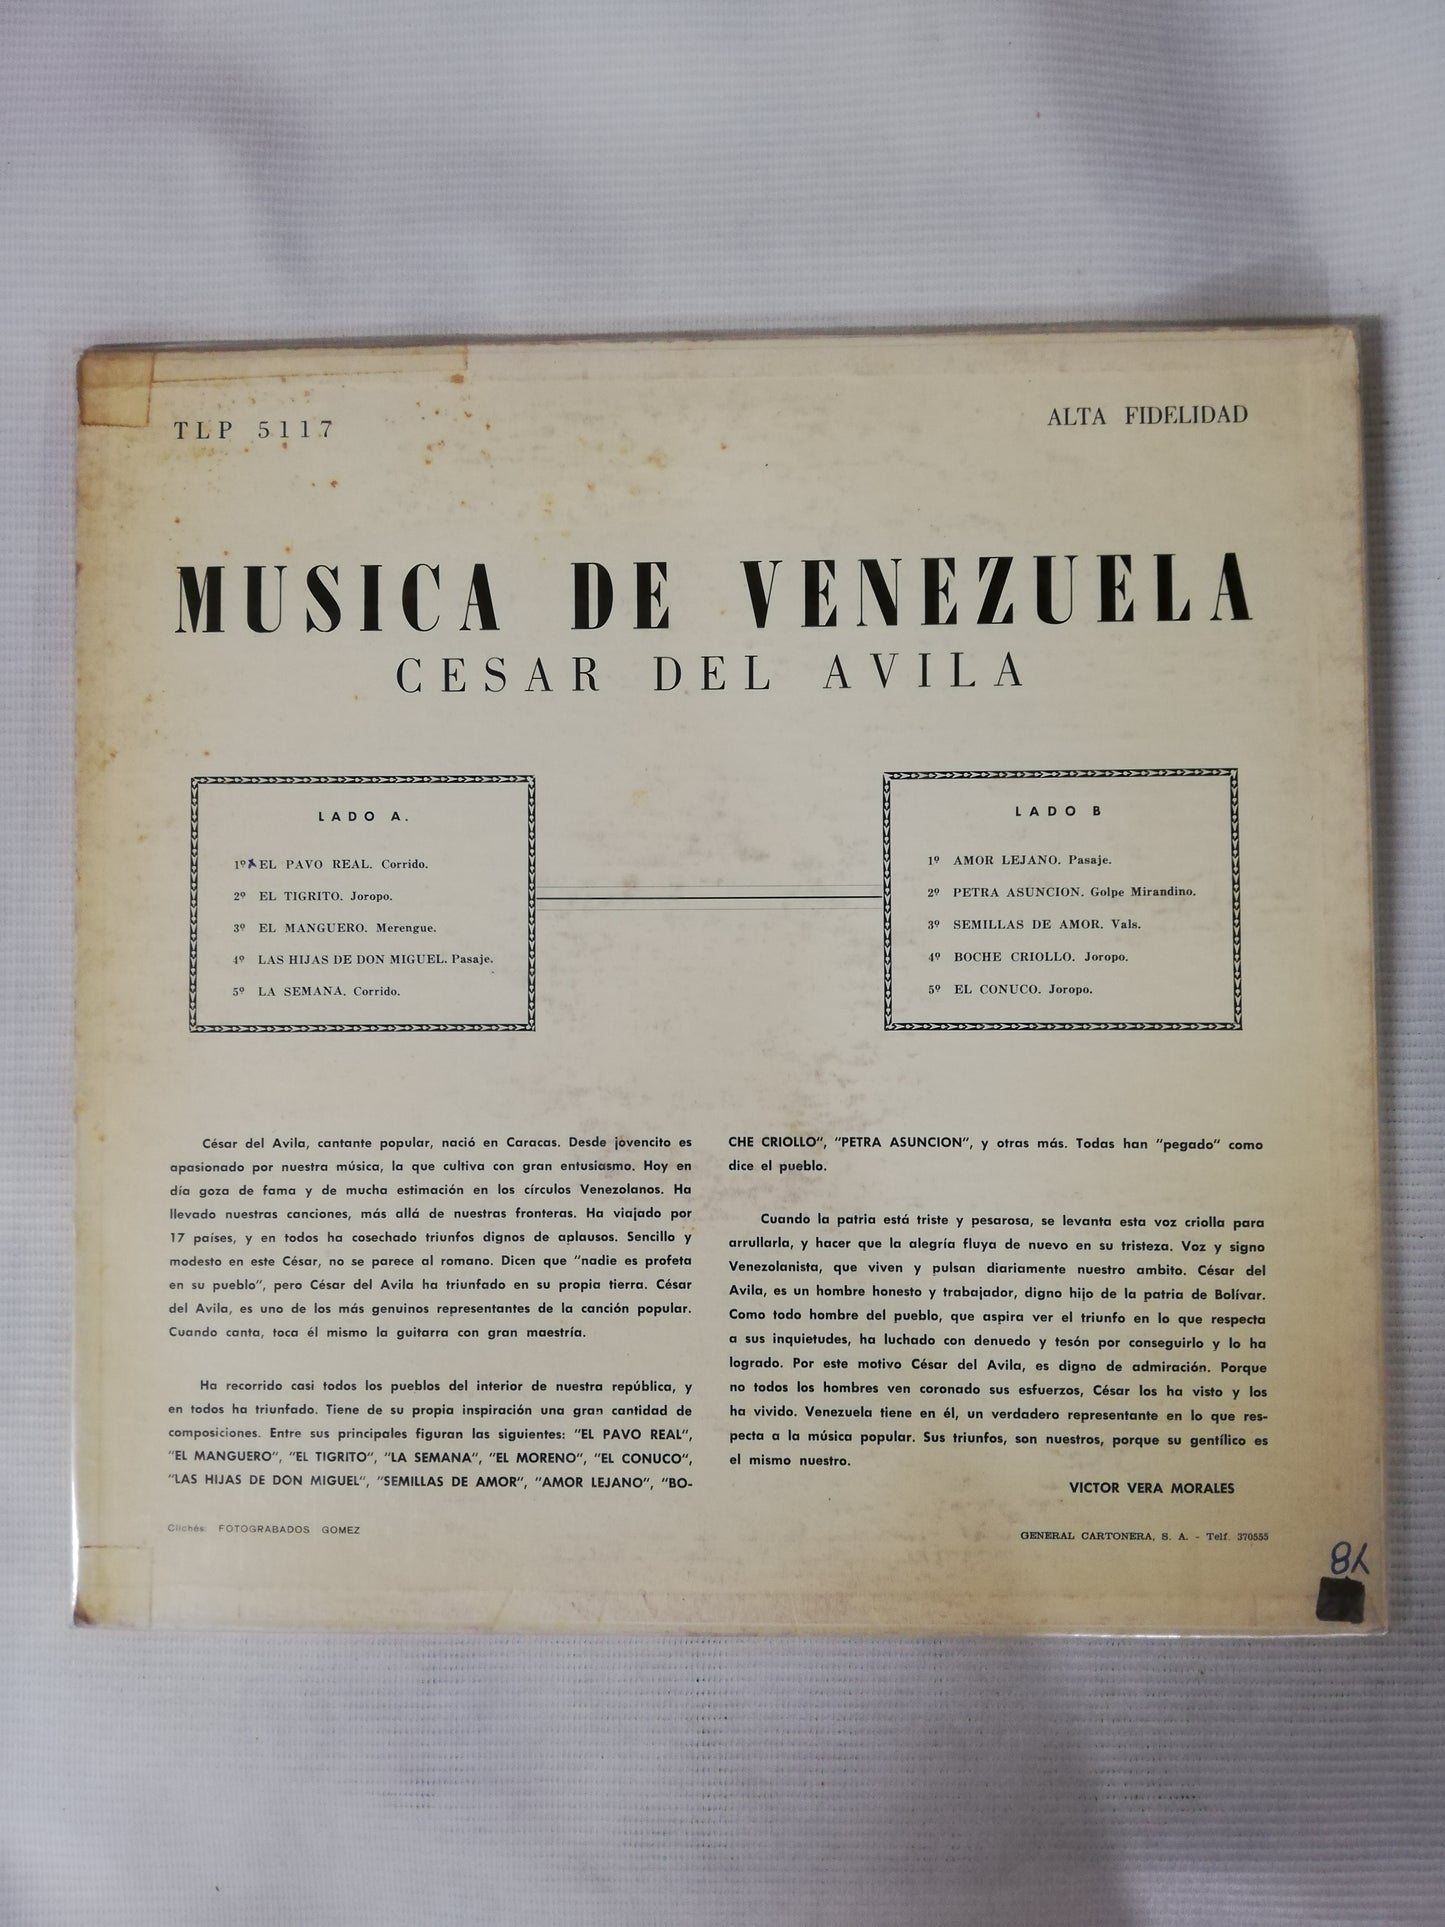 TLP 5117
ALTA FIDELIDAD
MUSICA DE VENEZUELA
CESAR DEL AVILA
LADO A.
1º EL PAVO REAL. Corrido.
2º EL TIGRITO. Joropo.
3º EL MANGUERO. Merengue.
4º LAS HIJAS DE DON MIGUEL. Pasaje.
5º LA SEMANA. Corrido.
LADO B
1º AMOR LEJANO. Pasaje.
2º PETRA ASUNCION. Golpe Mirandino.
3º SEMILLAS DE AMOR. Vals.
4º BOCHE CRIOLLO. Joropo.
5º EL CONUCO. Joropo.
César del Avila, cantante popular, nació en Caracas. Desde jovencito es
apasionado por nuestra música, la que cultiva con gran entusiasmo. Hoy en
día goza de fama y de mucha estimación en los círculos Venezolanos. Ha
llevado nuestras canciones, más allá de nuestras fronteras. Ha viajado por
17 países, y en todos ha cosechado triunfos dignos de aplausos. Sencillo y
modesto en este César, no se parece al romano. Dicen que "nadie es profeta
en su pueblo", pero César del Avila ha triunfado en su propia tierra. César
del Avila, es uno de los más genuinos representantes de la canción popular.
Cuando canta, toca él mismo la guitarra con gran maestría.
Ha recorrido casi todos los pueblos del interior de nuestra república, y
en todos ha triunfado. Tiene de su propia inspiración una gran cantidad de
composiciones. Entre sus principales figuran las siguientes: "EL PAVO REAL",
"EL MANGUERO", "EL TIGRITO", "LA SEMANA", "EL MORENO", "EL CONUCO",
"LAS HIJAS DE DON MIGUEL", "SEMILLAS DE AMOR", "AMOR LEJANO", "BO-
CHE CRIOLLO", "PETRA ASUNCION", y otras más. Todas han "pegado" como
dice el pueblo.
Cuando la patria está triste y pesarosa, se levanta esta voz criolla para
arrullarla, y hacer que la alegría fluya de nuevo en su tristeza. Voz y signo
Venezolanista, que viven y pulsan diariamente nuestro ambito. César del
Avila, es un hombre honesto y trabajador, digno hijo de la patria de Bolívar.
Como todo hombre del pueblo, que aspira ver el triunfo en lo que respecta
a sus inquietudes, ha luchado con denuedo y tesón por conseguirlo y lo ha
logrado. Por este motivo César del Avila, es digno de admiración. Porque
no todos los hombres ven coronado sus esfuerzos, César los ha visto y los
ha vivido. Venezuela tiene en él, un verdadero representante en lo que res-
pecta a la música popular. Sus triunfos, son nuestros, porque su gentílico es
el mismo nuestro.
VICTOR VERA MORALES
Clichés: FOTOGRABADOS GOMEZ
GENERAL CARTONERA, S. A. - Telf. 370555